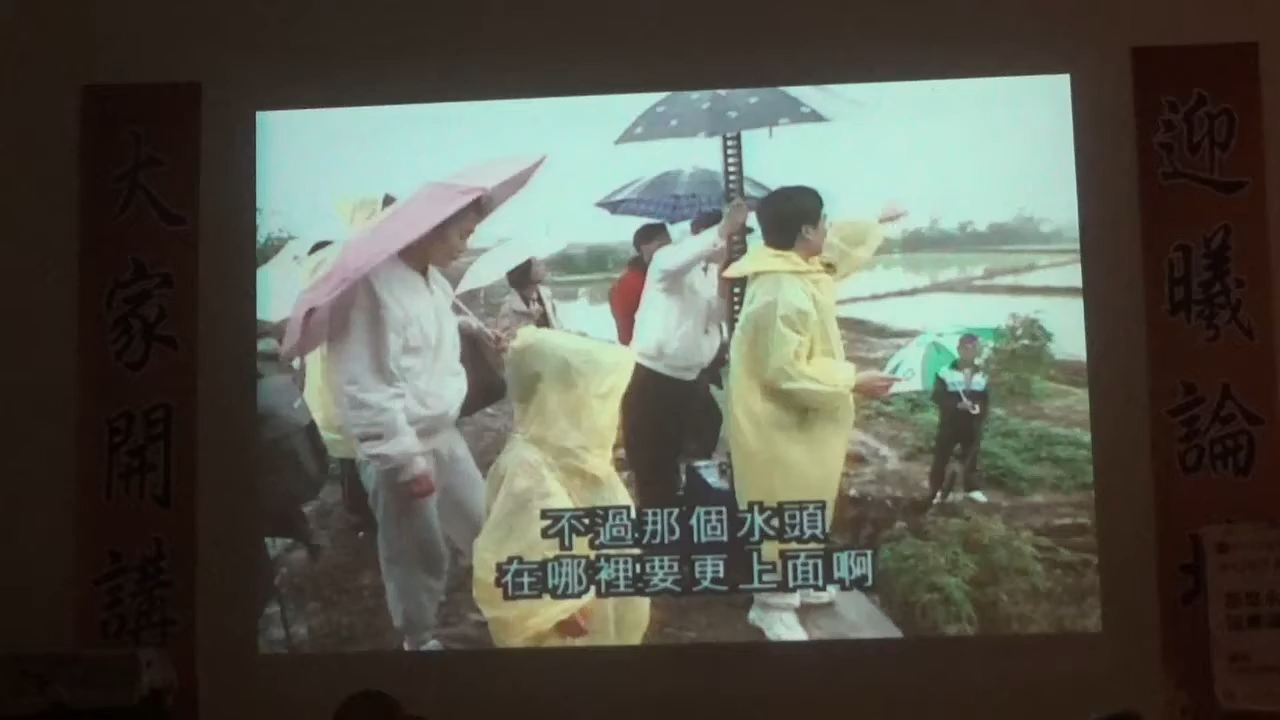 大家開講
不過那個水頭
在哪裡要更上面啊
迎曦論